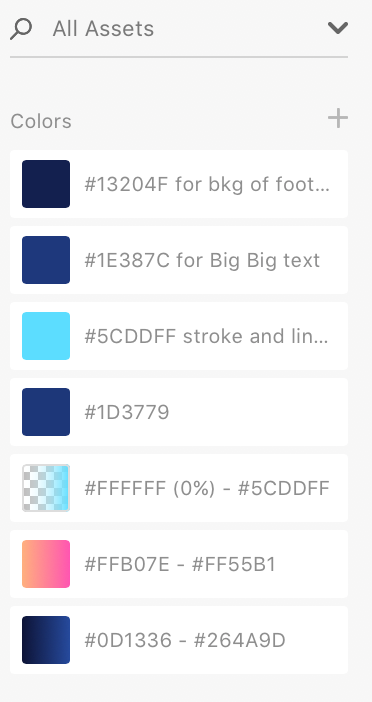 All Assets
Colors
#13204F for bkg of foot...
#1E387C for Big Big text
#5CDDFF stroke and lin...
#1D3779
#FFFFFF (0%) - #5CDDFF
#FFB07E - #FF55B1
#0D1336 - #264A9D